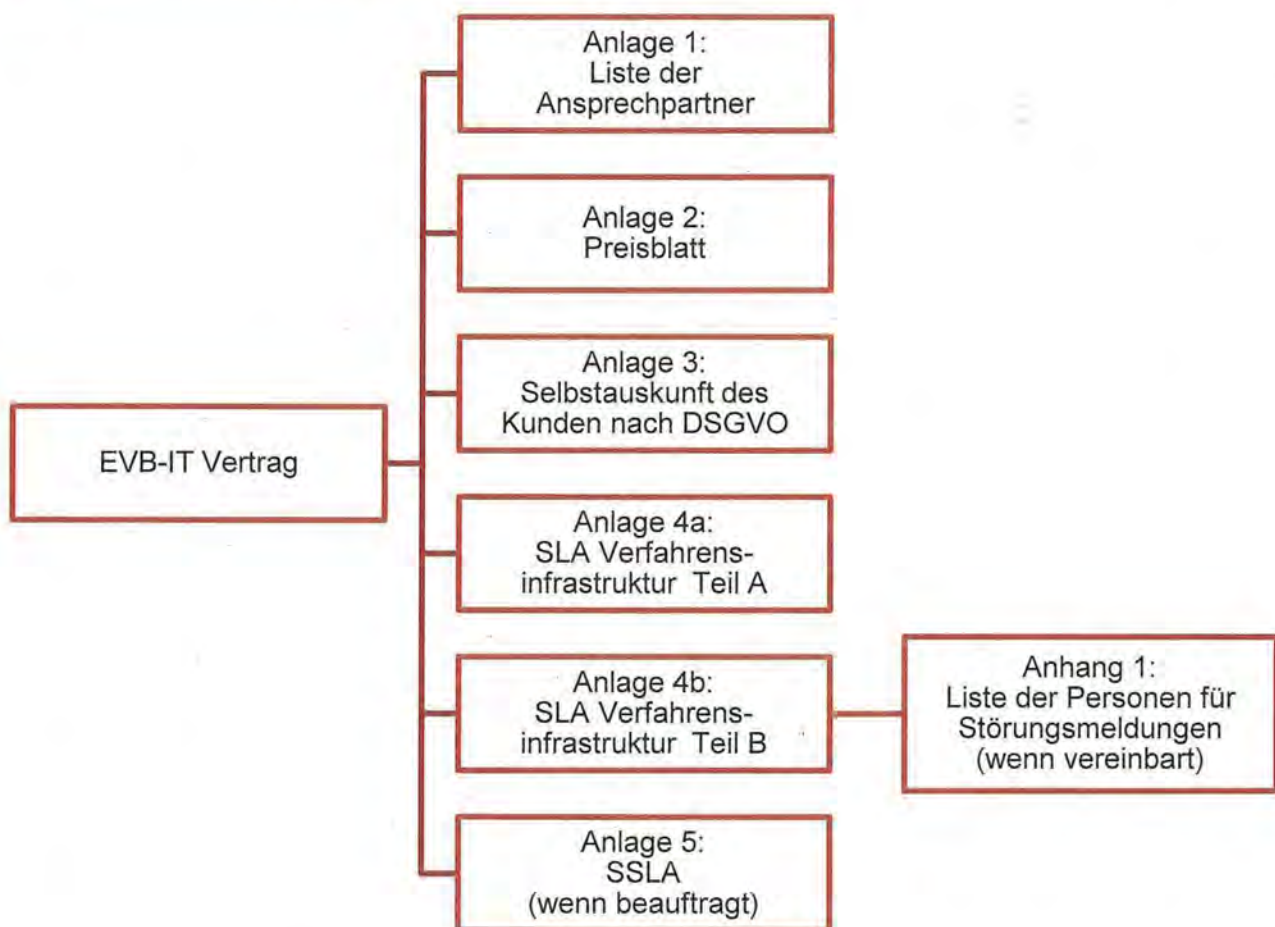 Anlage 1:
Liste der
Ansprechpartner
Anlage 2:
Preisblatt
Anlage 3:
Selbstauskunft des
Kunden nach DSGVO
EVB-IT Vertrag
Anlage 4a:
SLA Verfahrens-
infrastruktur Teil A
Anlage 4b:
SLA Verfahrens-
infrastruktur Teil B
Anhang 1:
Liste der Personen für
Störungsmeldungen
(wenn vereinbart)
Anlage 5:
SSLA
(wenn beauftragt)